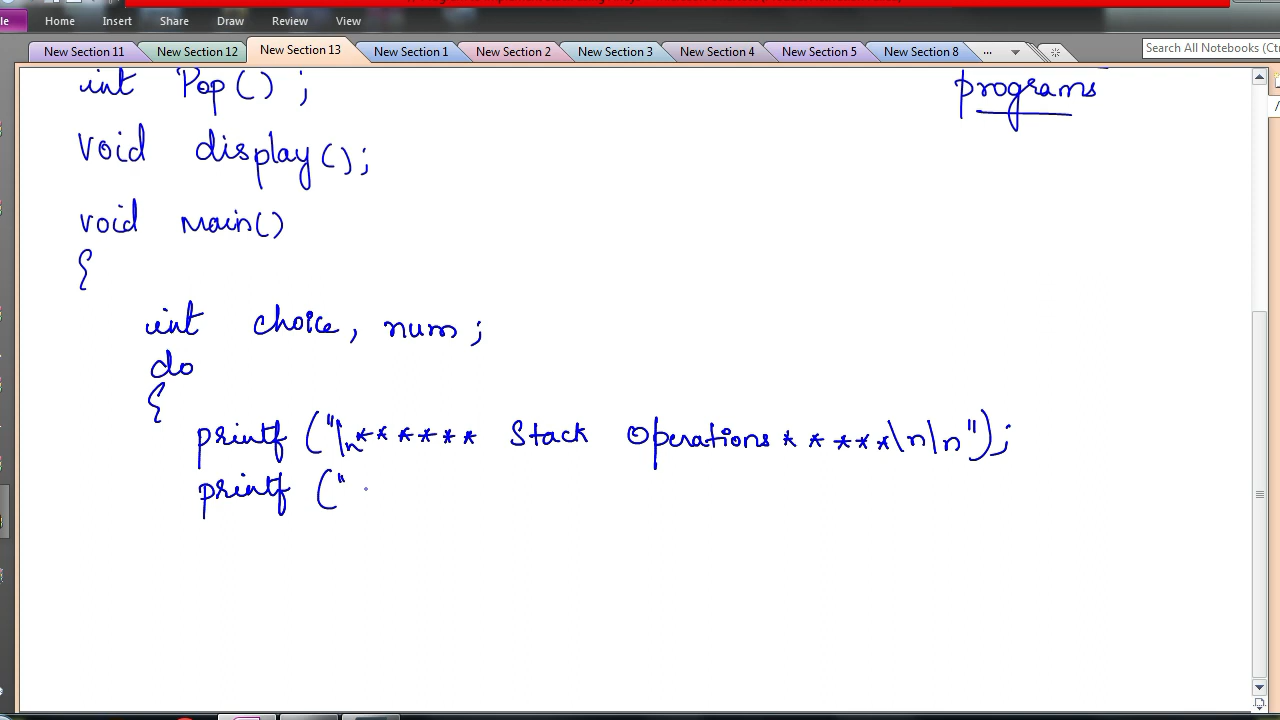 Home Insert Share Draw Review View
New Section 11 New Section 12 New Section 13 New Section 1 New Section 2 New Section 3 New Section 4 New Section 5 New Section 8 ... Search All Notebooks (Ctr
int Pop() ;
programs
void display();
void main()
{
int choice, num;
do
{
printf ("\n****** Stack Operations*****\n\n");
printf ("